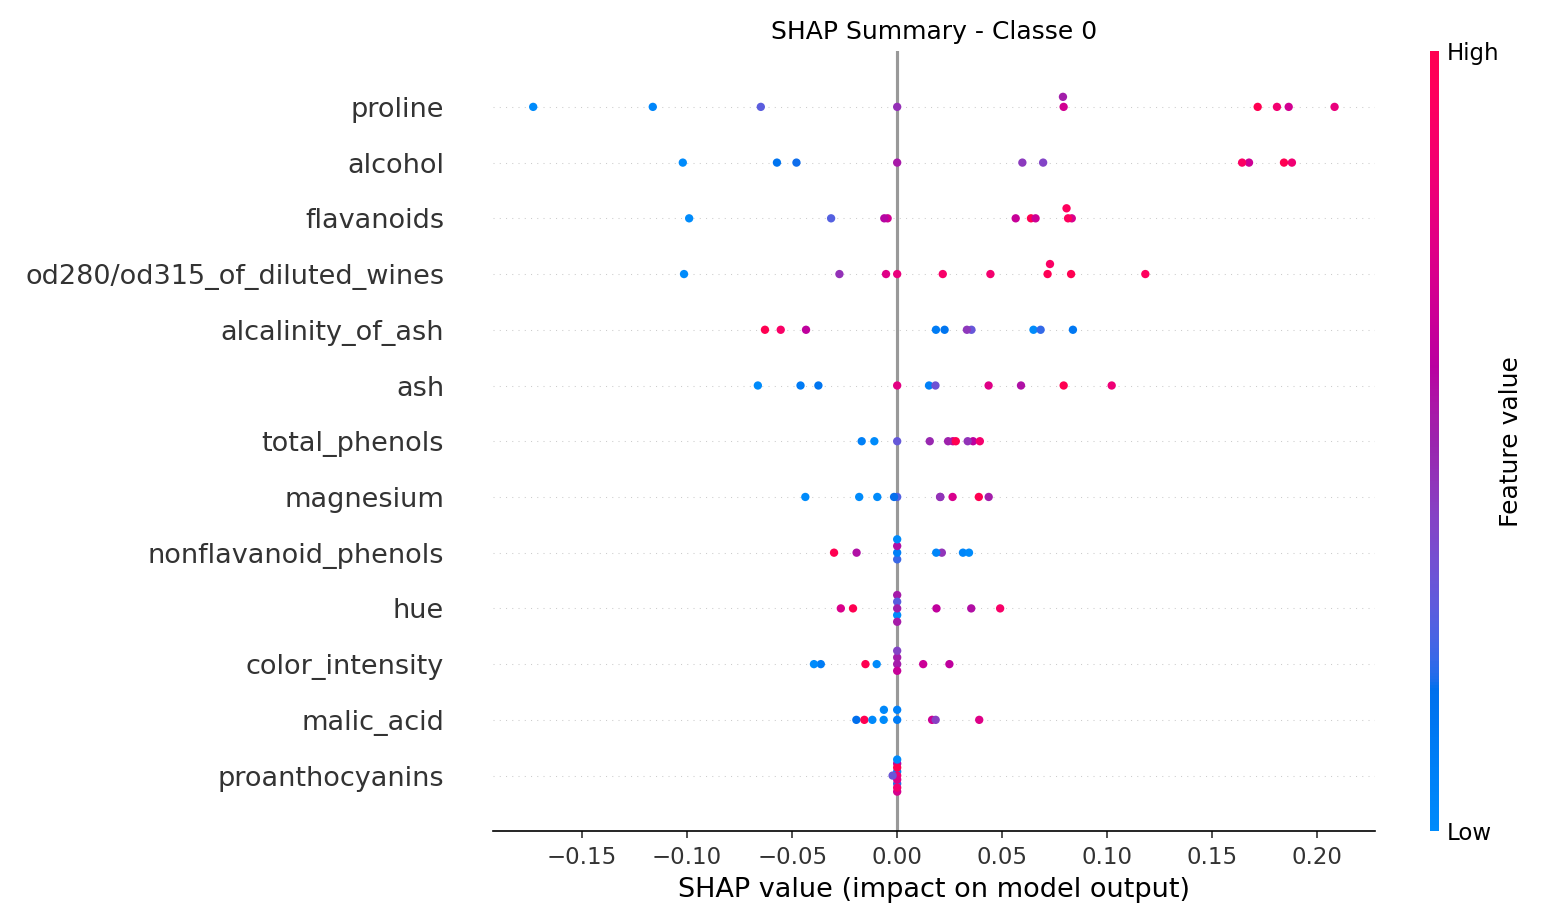 SHAP Summary - Classe 0
High
proline
alcohol
flavanoids
od280/od315_of_diluted_wines
alcalinity_of_ash
ash
total_phenols
magnesium
nonflavanoid_phenols
hue
color_intensity
malic_acid
proanthocyanins
Feature value
Low
−0.15 −0.10 −0.05 0.00 0.05 0.10 0.15 0.20
SHAP value (impact on model output)